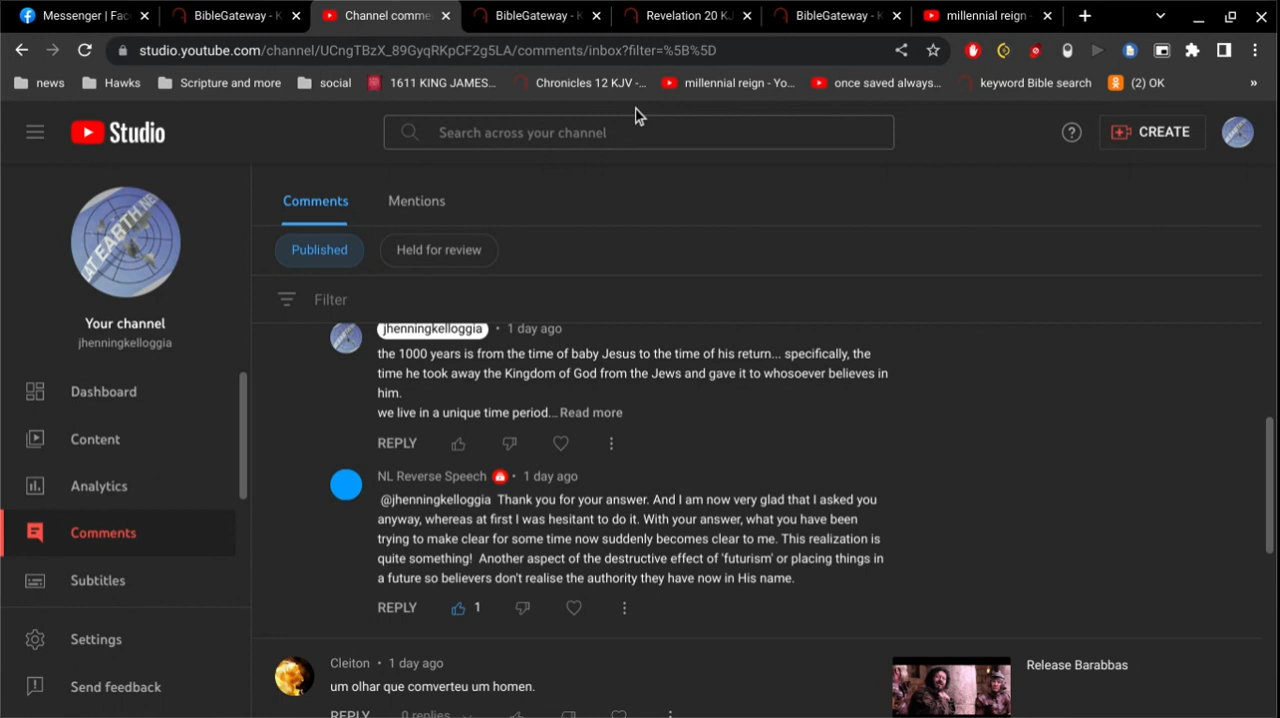 Messenger | Fac
BibleGateway - K
Channel comme
BibleGateway - K
Revelation 20 KJ
BibleGateway - K
millennial reign -
studio.youtube.com/channel/UCngTBzX_89GyqRKpCF2g5LA/comments/inbox?filter=%5B%5D
news
Hawks
Scripture and more
social
1611 KING JAMES...
Chronicles 12 KJV -...
millennial reign - Yo...
once saved always...
keyword Bible search
(2) OK
»
Studio
Search across your channel
CREATE
AT EARTH NE
Your channel
jhenningkelloggia
Dashboard
Content
Analytics
Comments
Subtitles
Settings
Send feedback
Comments
Mentions
Published
Held for review
Filter
jhenningkelloggia • 1 day ago
the 1000 years is from the time of baby Jesus to the time of his return... specifically, the
time he took away the Kingdom of God from the Jews and gave it to whosoever believes in
him.
we live in a unique time period... Read more
REPLY
NL Reverse Speech • 1 day ago
@jhenningkelloggia Thank you for your answer. And I am now very glad that I asked you
anyway, whereas at first I was hesitant to do it. With your answer, what you have been
trying to make clear for some time now suddenly becomes clear to me. This realization is
quite something! Another aspect of the destructive effect of 'futurism' or placing things in
a future so believers don't realise the authority they have now in His name.
REPLY 1
Cleiton • 1 day ago
um olhar que comverteu um homen.
REPLY 0 replies
Release Barabbas